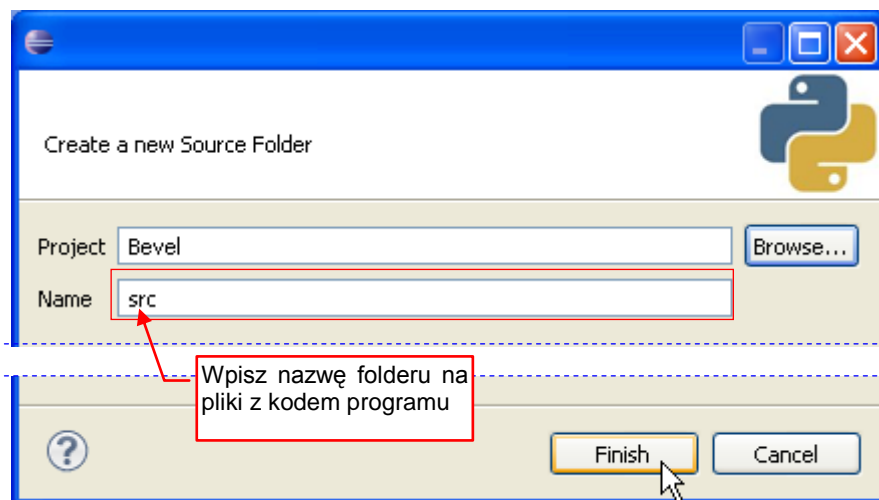 Create a new Source Folder
Project Bevel Browse...
Name src
Wpisz nazwę folderu na
pliki z kodem programu
Finish Cancel